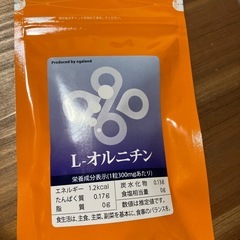 Produced by ogaland
L-オルニチン
栄養成分表示(1粒300mgあたり)
エネルギー 1.2kcal 炭水化物 0.13g
たんぱく質 0.17g 食塩相当量 0g
脂質 0g 数値は推定値です。
食生活は、主食、主菜、副菜を基本に、食事のバランスを。